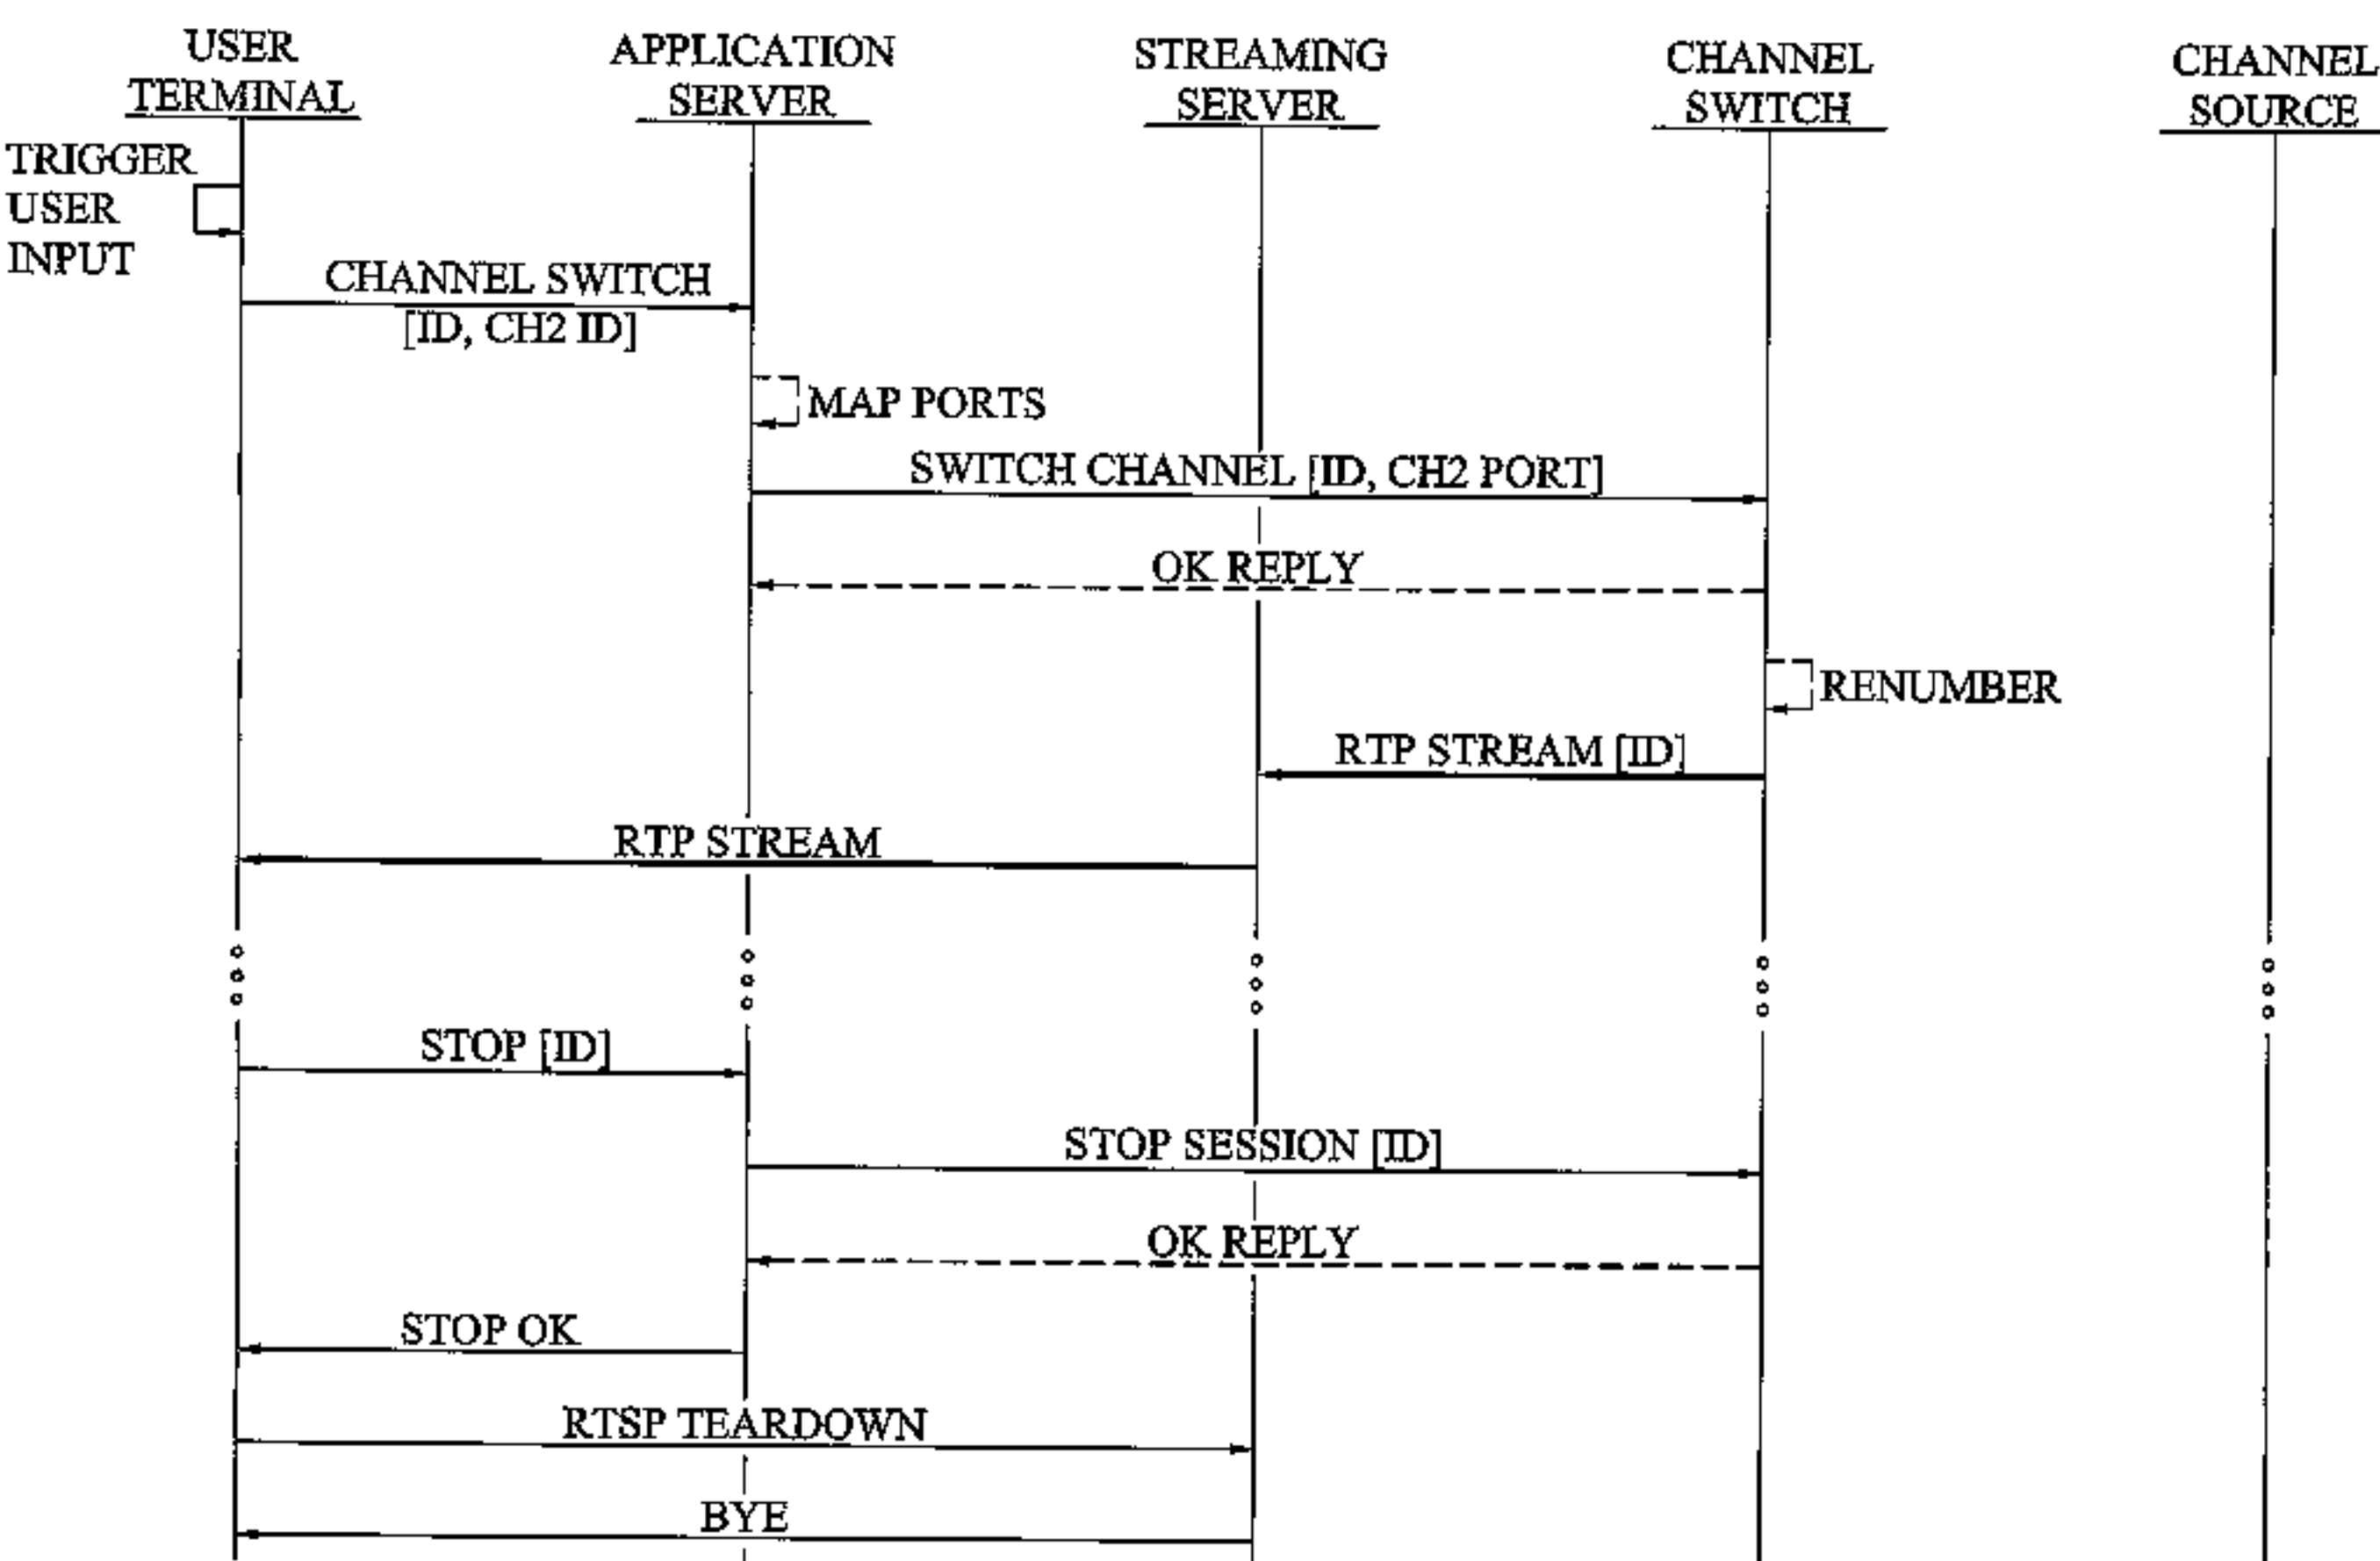 USER
TERMINAL
APPLICATION
SERVER
STREAMING
SERVER
CHANNEL
SWITCH
CHANNEL
SOURCE
TRIGGER
USER
INPUT
CHANNEL SWITCH
[ID, CH2 ID]
MAP PORTS
SWITCH CHANNEL [ID, CH2 PORT]
OK REPLY
RENUMBER
RTP STREAM [ID]
RTP STREAM
STOP [ID]
STOP SESSION [ID]
OK REPLY
STOP OK
RTSP TEARDOWN
BYE